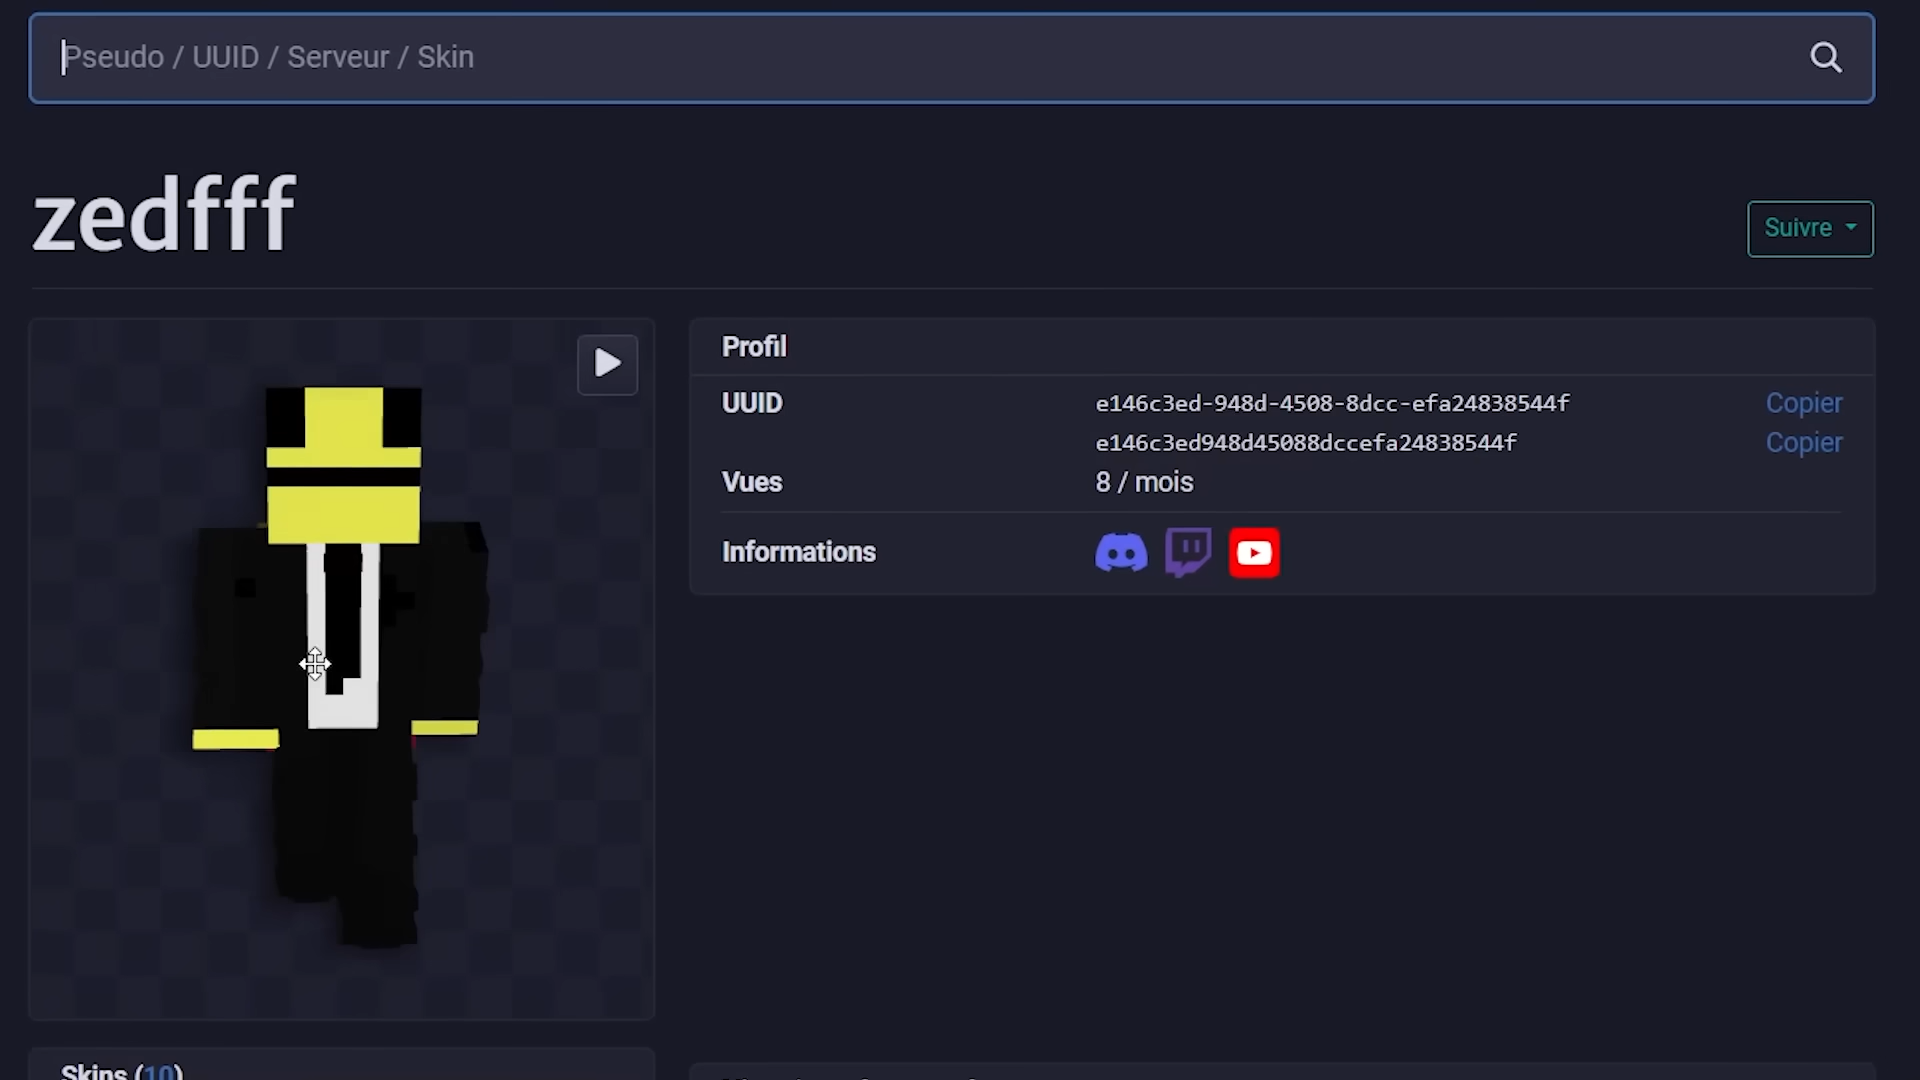 Pseudo / UUID / Serveur / Skin
zedfff
Suivre
Profil
UUID
e146c3ed-948d-4508-8dcc-efa24838544f
Copier
e146c3ed948d45088dccefa24838544f
Copier
Vues
8 / mois
Informations
Skins (10)